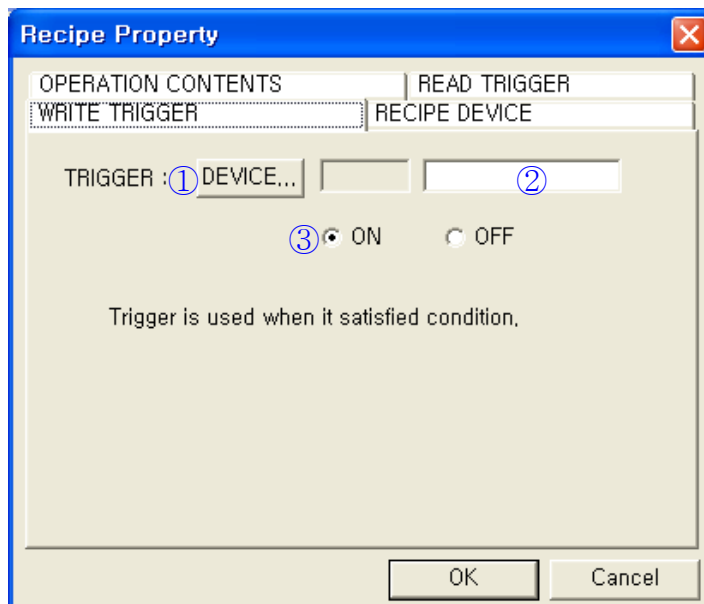 Recipe Property
OPERATION CONTENTS READ TRIGGER
WRITE TRIGGER RECIPE DEVICE
TRIGGER : ① DEVICE... ②
③ ON OFF
Trigger is used when it satisfied condition,
OK Cancel